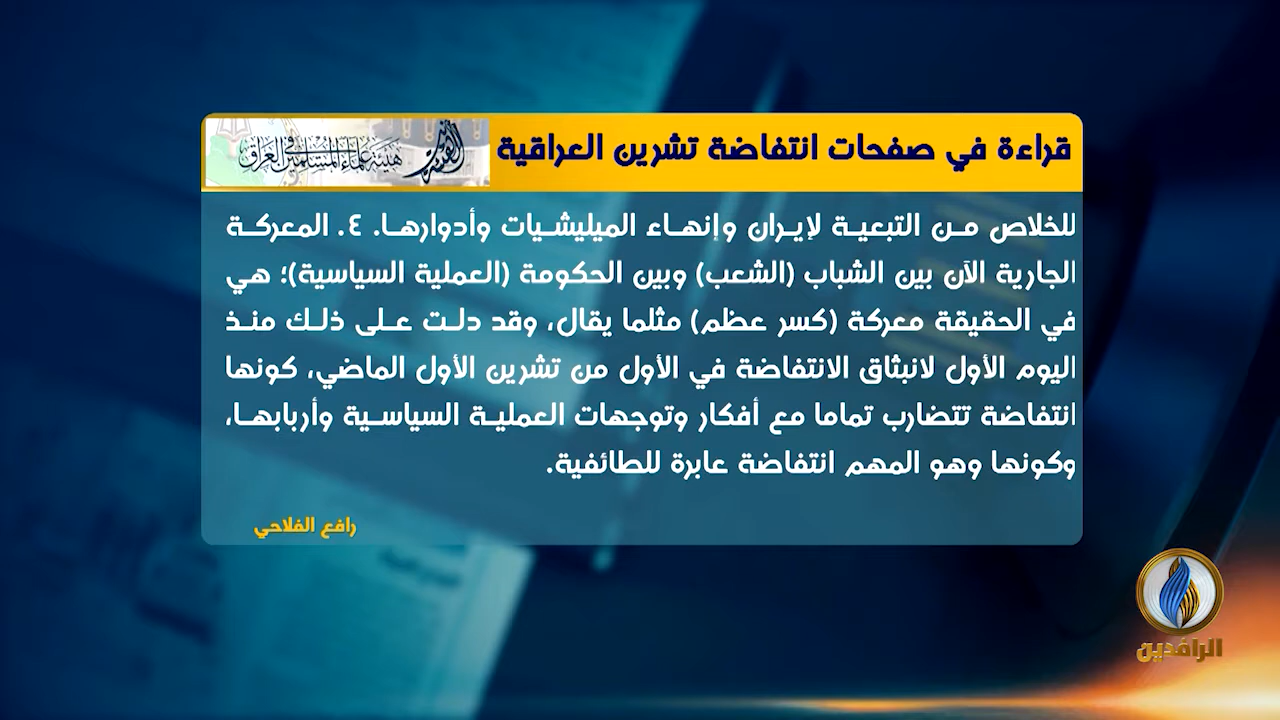 قراءة في صفحات انتفاضة تشرين العراقية
هيئة علماء المسلمين في العراق
للخلاص من التبعية لإيران وإنهاء الميليشيات وأدوارها. ٤. المعركة
الجارية الآن بين الشباب (الشعب) وبين الحكومة (العملية السياسية)؛ هي
في الحقيقة معركة (كسر عظم) مثلما يقال، وقد دلت على ذلك منذ
اليوم الأول لانبثاق الانتفاضة في الأول من تشرين الأول الماضي، كونها
انتفاضة تتضارب تماما مع أفكار وتوجهات العملية السياسية وأربابها،
وكونها وهو المهم انتفاضة عابرة للطائفية.
رافع الفلاحي
الرافدين